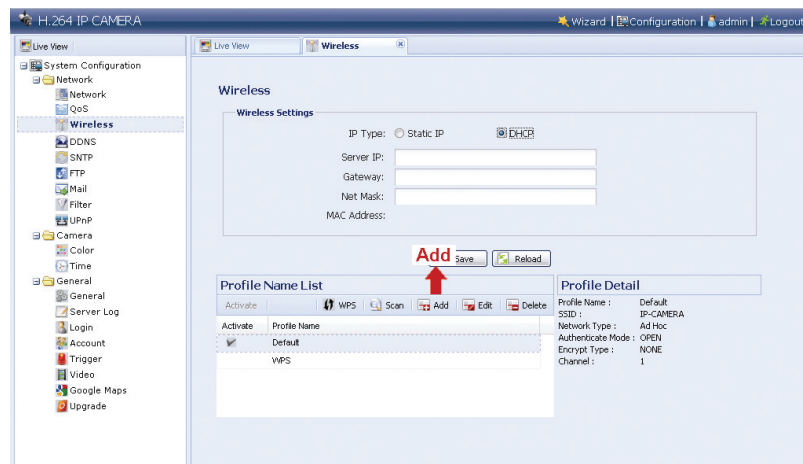 H.264 IP CAMERA
Wizard | Configuration | admin | Logout
Live View
Live View
Wireless
System Configuration
Network
Network
QoS
Wireless
DDNS
SNTP
FTP
Mail
Filter
UPnP
Camera
Color
Time
General
General
Server Log
Login
Account
Trigger
Video
Google Maps
Upgrade
Wireless
Wireless Settings
IP Type: Static IP DHCP
Server IP:
Gateway:
Net Mask:
MAC Address:
Add
Save Reload
Profile Name List
Activate WPS Scan Add Edit Delete
Activate Profile Name
Default
WPS
Profile Detail
Profile Name : Default
SSID : IP-CAMERA
Network Type : Ad Hoc
Authenticate Mode : OPEN
Encrypt Type : NONE
Channel : 1